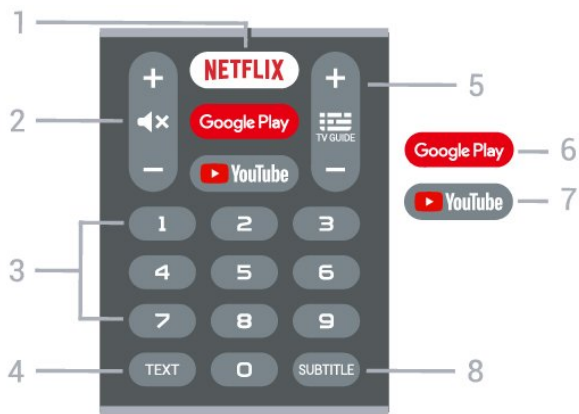 1
NETFLIX
+ +
2 5
Google Play
TV GUIDE
Google Play 6
- YouTube -
YouTube 7
1 2 3
3
4 5 6
7 8 9
4 TEXT 0 SUBTITLE 8